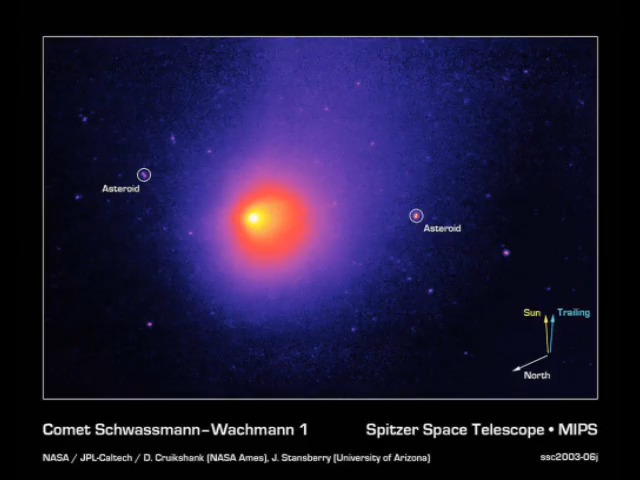 Asteroid
Asteroid
Sun Trailing
North
Comet Schwassmann-Wachmann 1 Spitzer Space Telescope • MIPS
NASA / JPL-Caltech / D. Cruikshank (NASA Ames), J. Stansberry (University of Arizona) ssc2003-06j